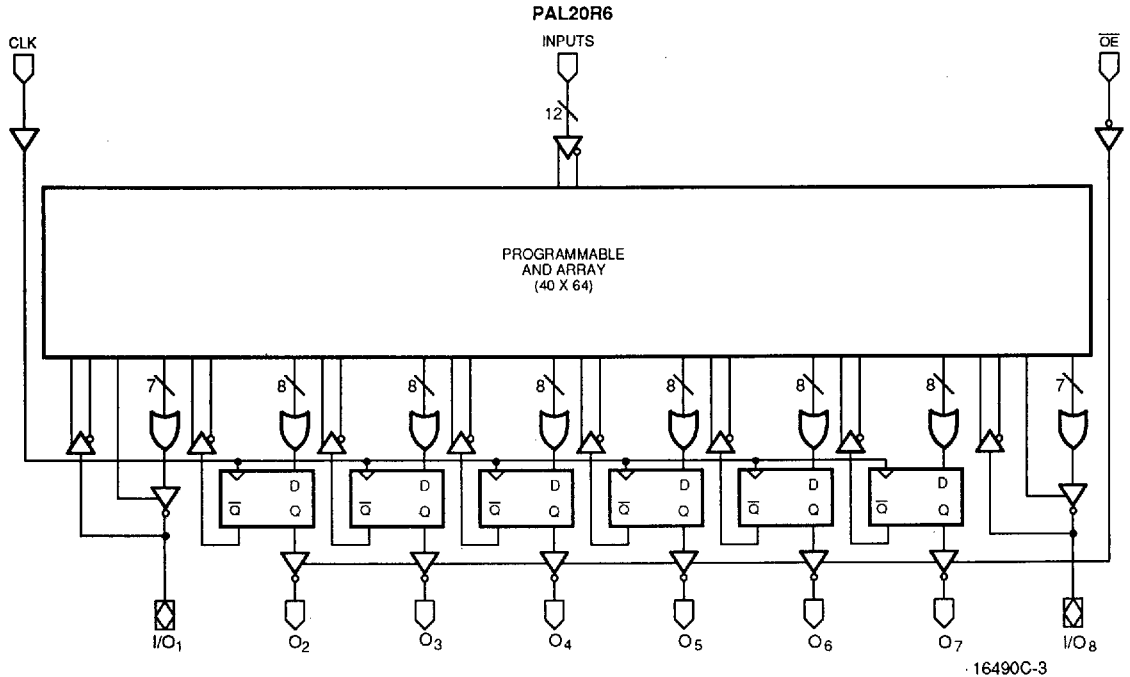 PAL20R6
CLK
INPUTS
O̅E̅
12
PROGRAMMABLE
AND ARRAY
(40 X 64)
7 8 8 8 8 8 8 7
D D D D D D
Q̅ Q Q̅ Q Q̅ Q Q̅ Q Q̅ Q Q̅ Q
I/O₁ O₂ O₃ O₄ O₅ O₆ O₇ I/O₈
16490C-3